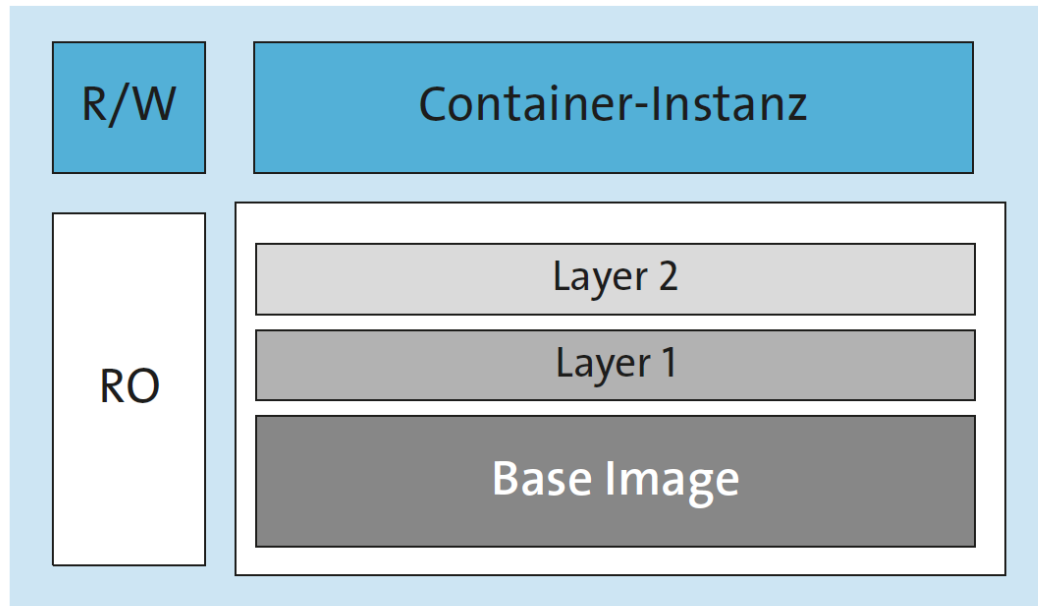 R/W
Container-Instanz
RO
Layer 2
Layer 1
Base Image